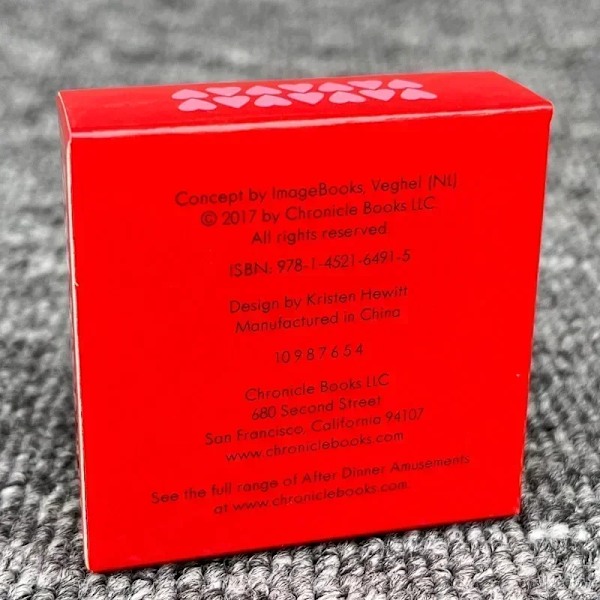 Concept by ImageBooks, Veghel (NL)
© 2017 by Chronicle Books LLC.
All rights reserved.
ISBN: 978-1-4521-6491-5
Design by Kristen Hewitt
Manufactured in China
10 9 8 7 6 5 4
Chronicle Books LLC
680 Second Street
San Francisco, California 94107
www.chroniclebooks.com
See the full range of After Dinner Amusements
at www.chroniclebooks.com.